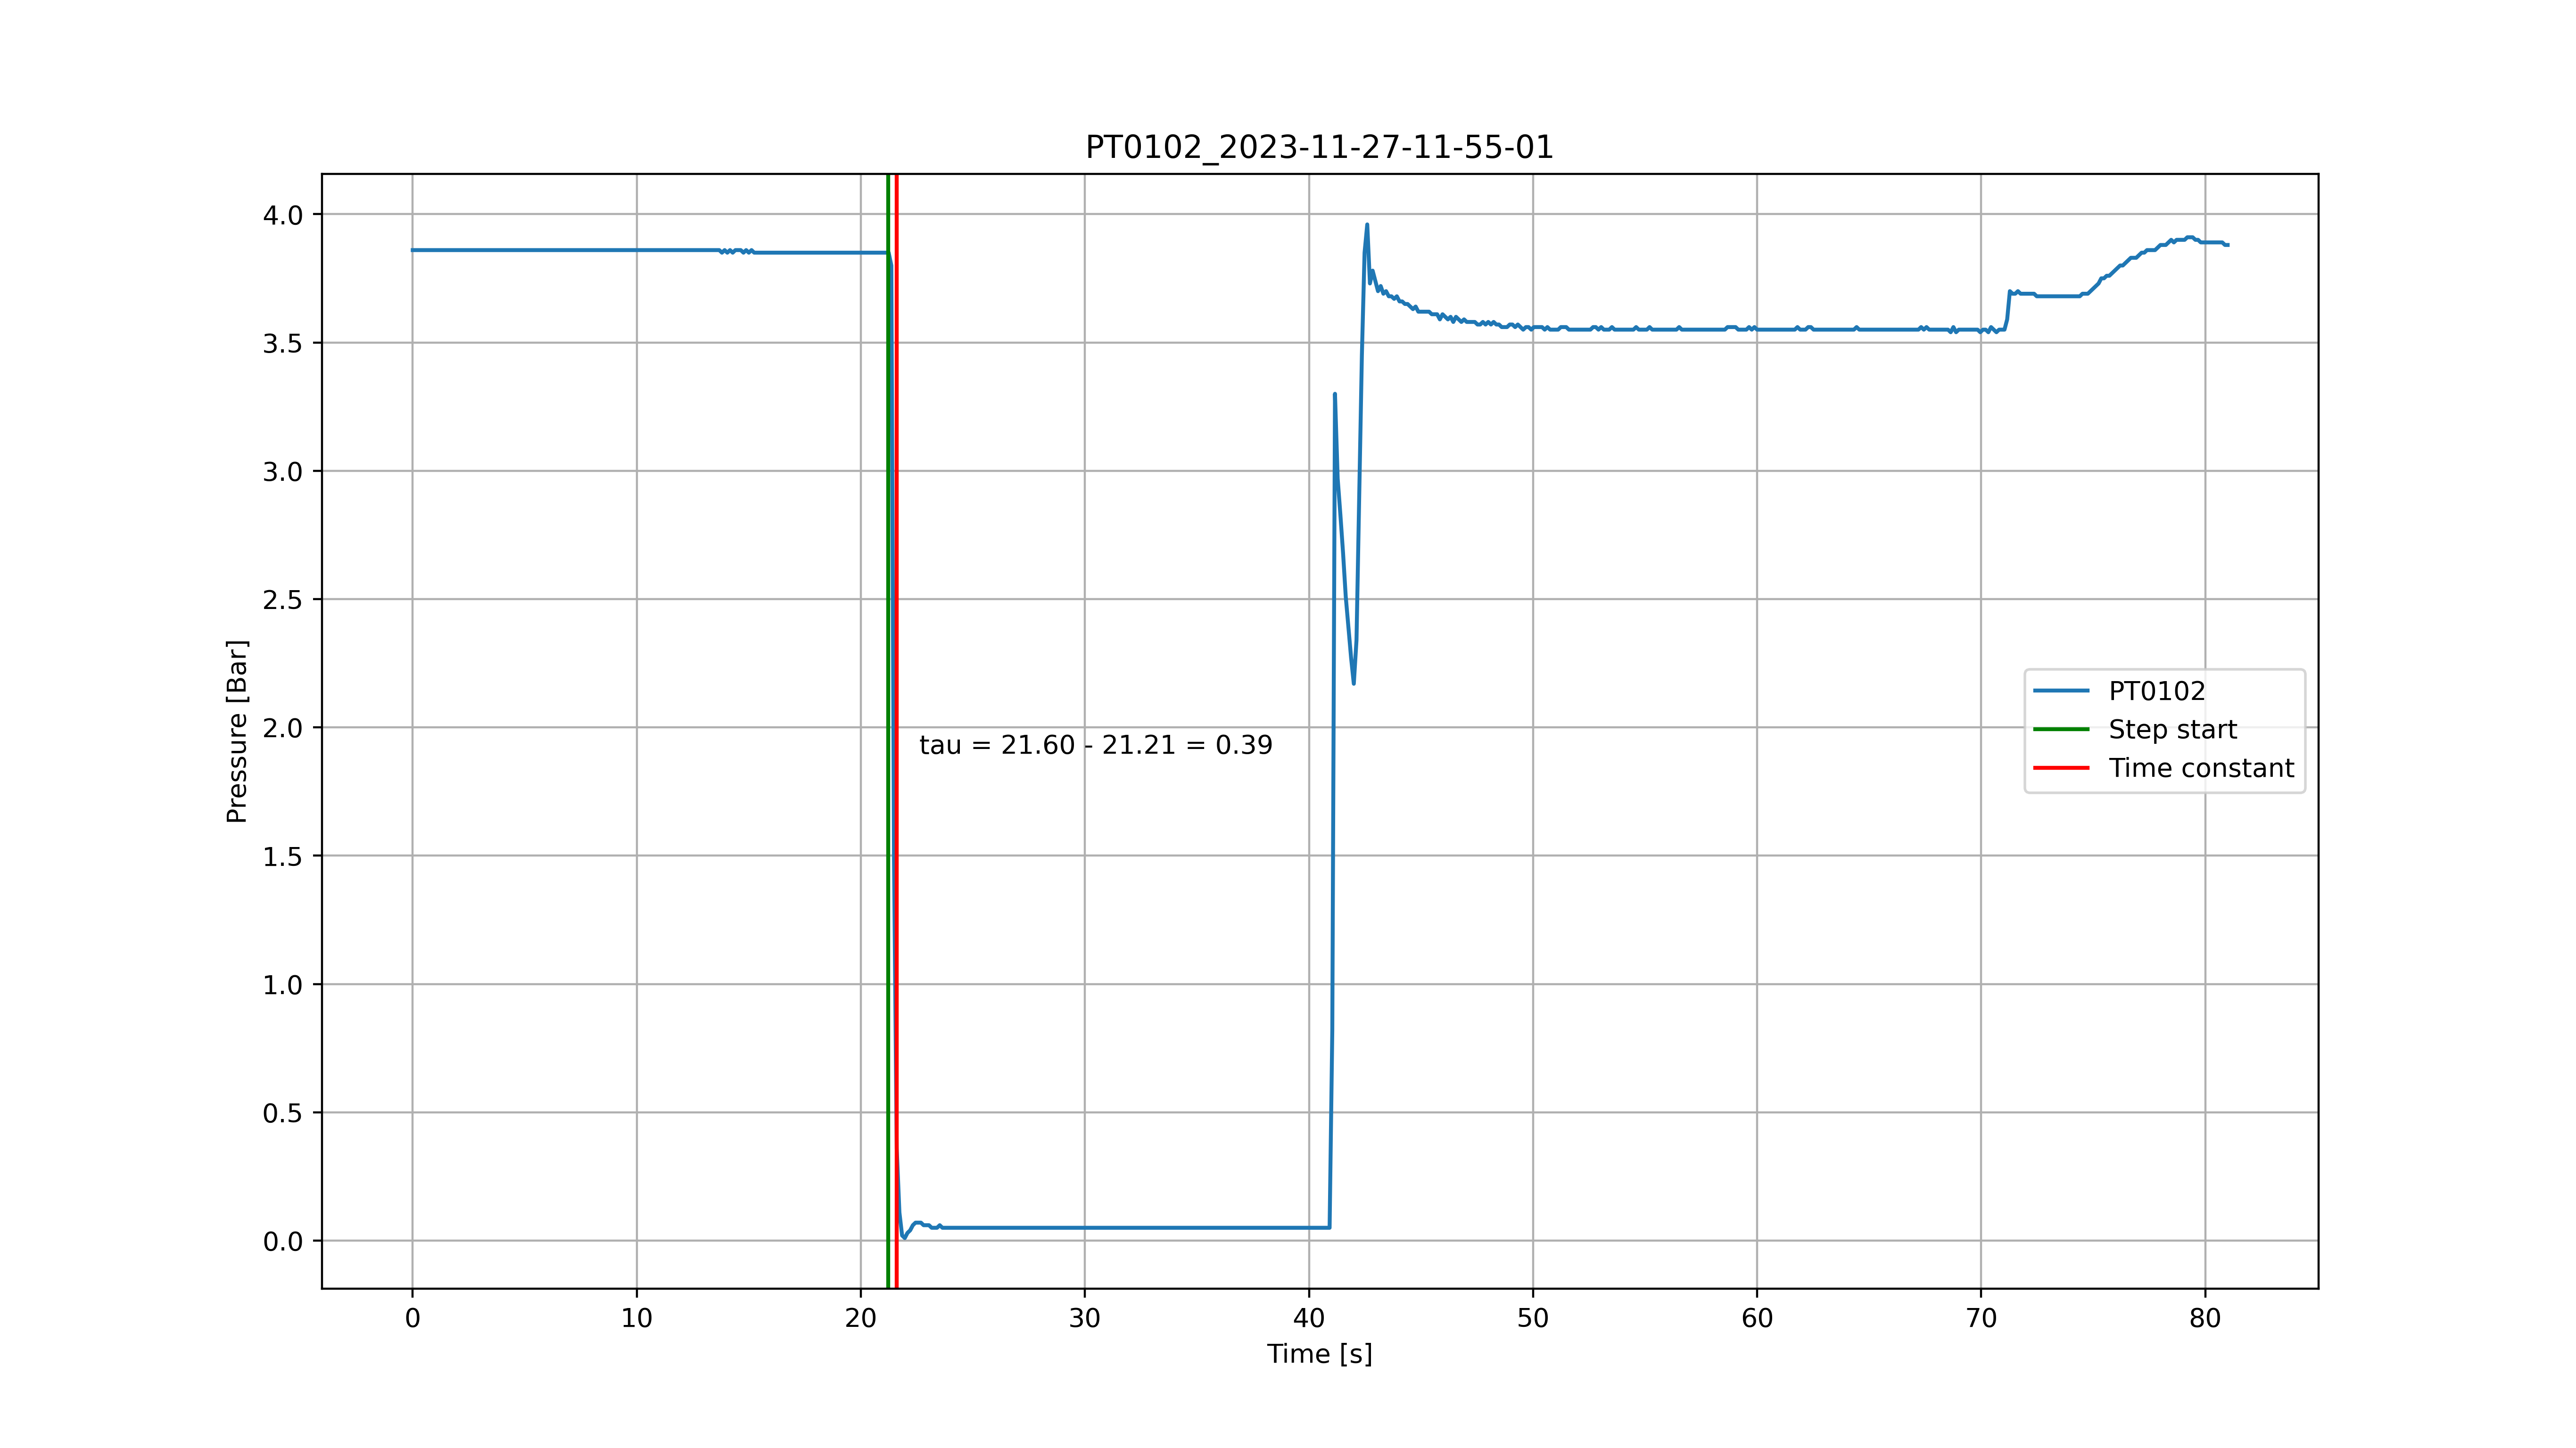 PT0102_2023-11-27-11-55-01
4.0
3.5
3.0
2.5
2.0
1.5
1.0
0.5
0.0
Pressure [Bar]
tau = 21.60 - 21.21 = 0.39
PT0102
Step start
Time constant
0 10 20 30 40 50 60 70 80
Time [s]